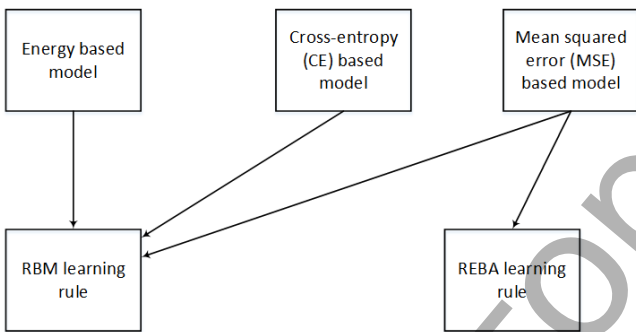 Energy based
model
Cross-entropy
(CE) based
model
Mean squared
error (MSE)
based model
RBM learning
rule
REBA learning
rule